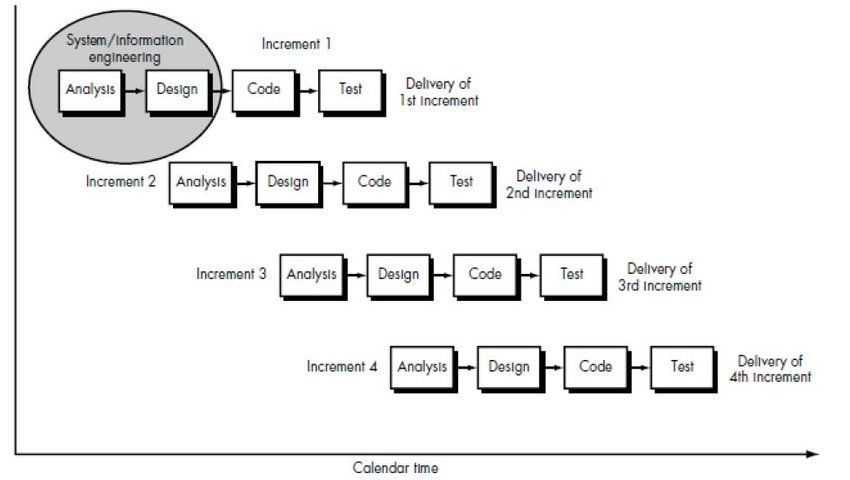 System/information
engineering
Increment 1
Analysis
Design
Code
Test
Delivery of
1st increment
Increment 2
Analysis
Design
Code
Test
Delivery of
2nd increment
Increment 3
Analysis
Design
Code
Test
Delivery of
3rd increment
Increment 4
Analysis
Design
Code
Test
Delivery of
4th increment
Calendar time